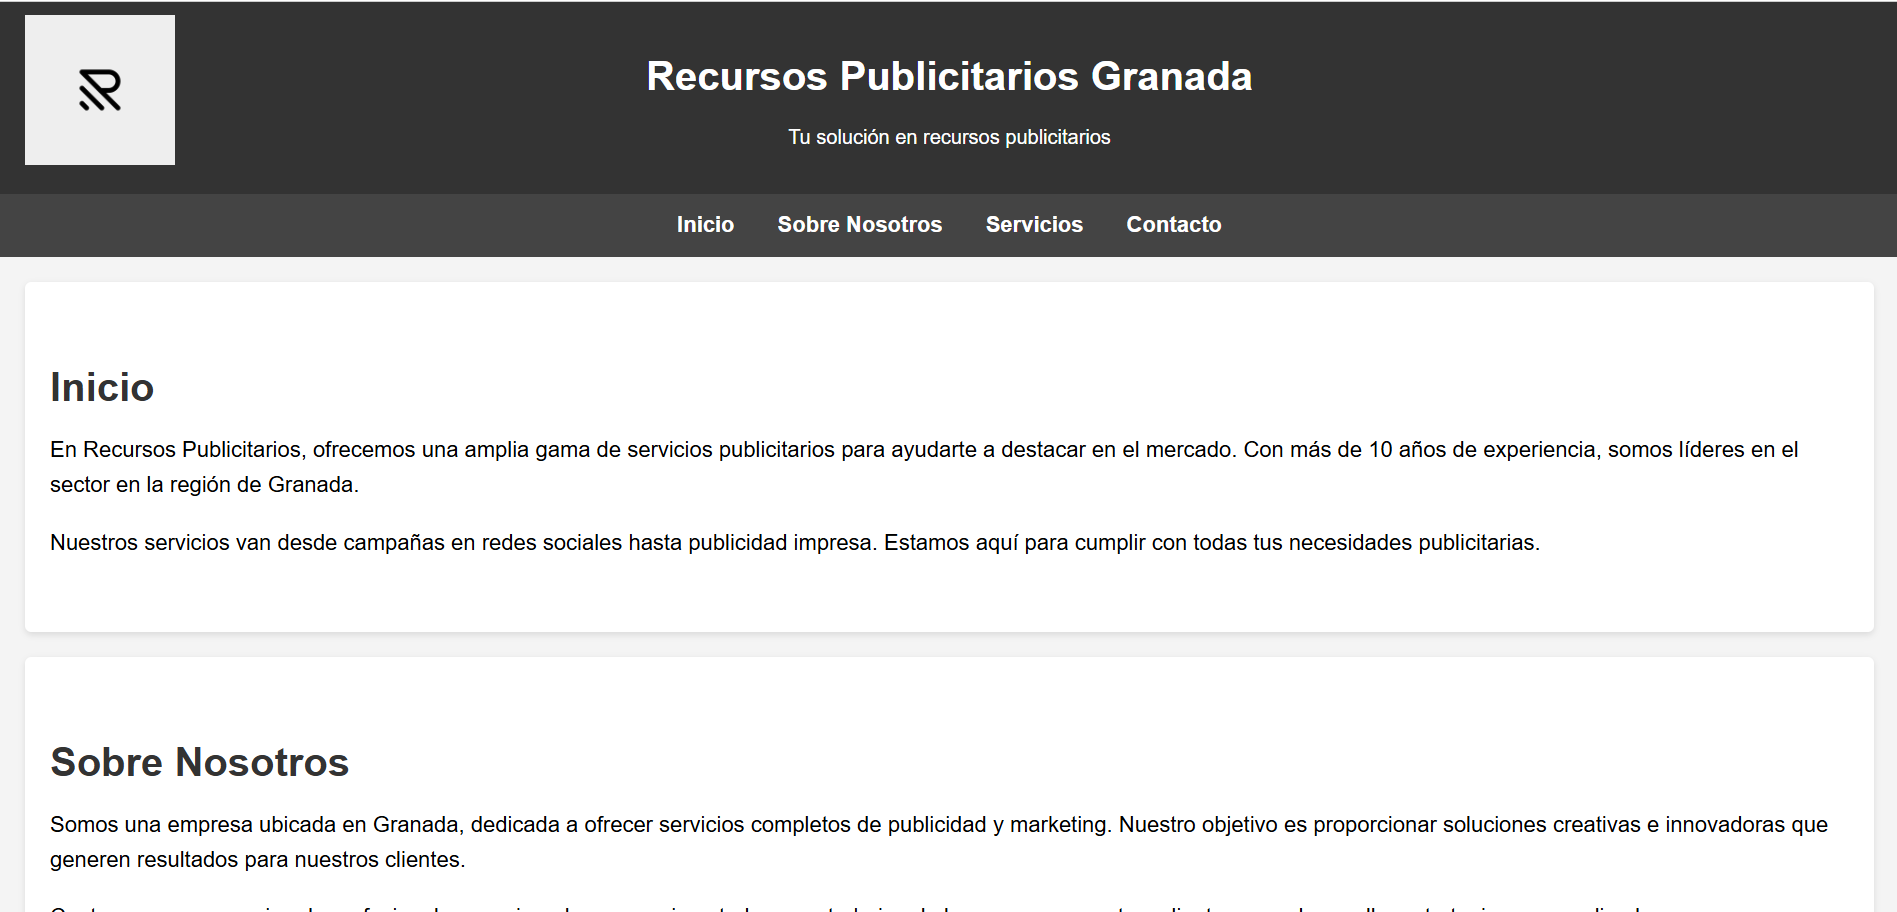 Recursos Publicitarios Granada
Tu solución en recursos publicitarios
Inicio Sobre Nosotros Servicios Contacto
Inicio
En Recursos Publicitarios, ofrecemos una amplia gama de servicios publicitarios para ayudarte a destacar en el mercado. Con más de 10 años de experiencia, somos líderes en el
sector en la región de Granada.
Nuestros servicios van desde campañas en redes sociales hasta publicidad impresa. Estamos aquí para cumplir con todas tus necesidades publicitarias.
Sobre Nosotros
Somos una empresa ubicada en Granada, dedicada a ofrecer servicios completos de publicidad y marketing. Nuestro objetivo es proporcionar soluciones creativas e innovadoras que
generen resultados para nuestros clientes.